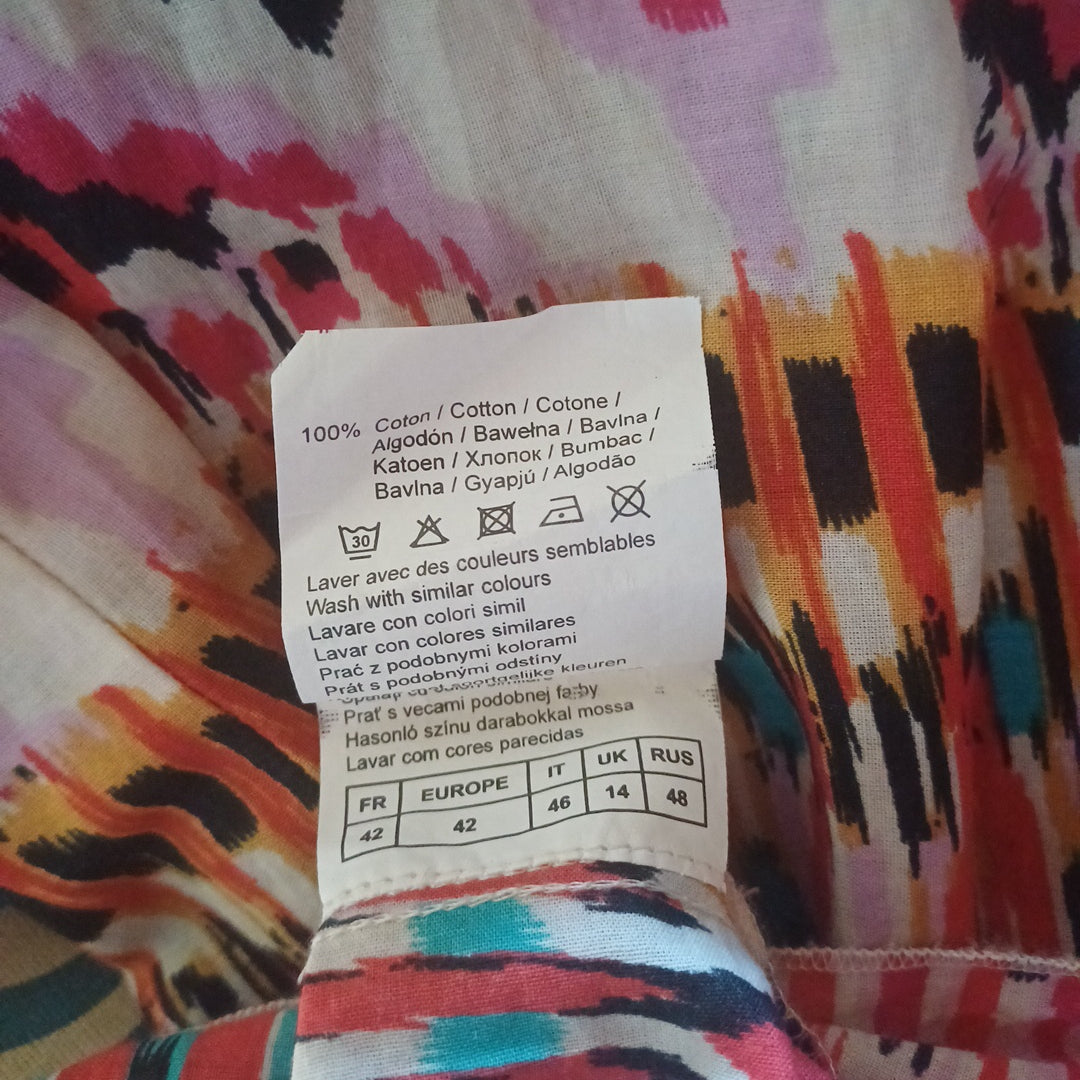 100% Coton / Cotton / Cotone /
Algodón / Bawełna / Bavlna /
Katoen / Хлопок / Bumbac /
Bavlna / Gyapjú / Algodão
30
Laver avec des couleurs semblables
Wash with similar colours
Lavare con colori simil
Lavar con colores similares
Prać z podobnymi kolorami
Prát s podobnými odstíny
kleuren
Prať s vecami podobnej farby
Hasonló színu darabokkal mossa
Lavar com cores parecidas
FR EUROPE IT UK RUS
42 42 46 14 48